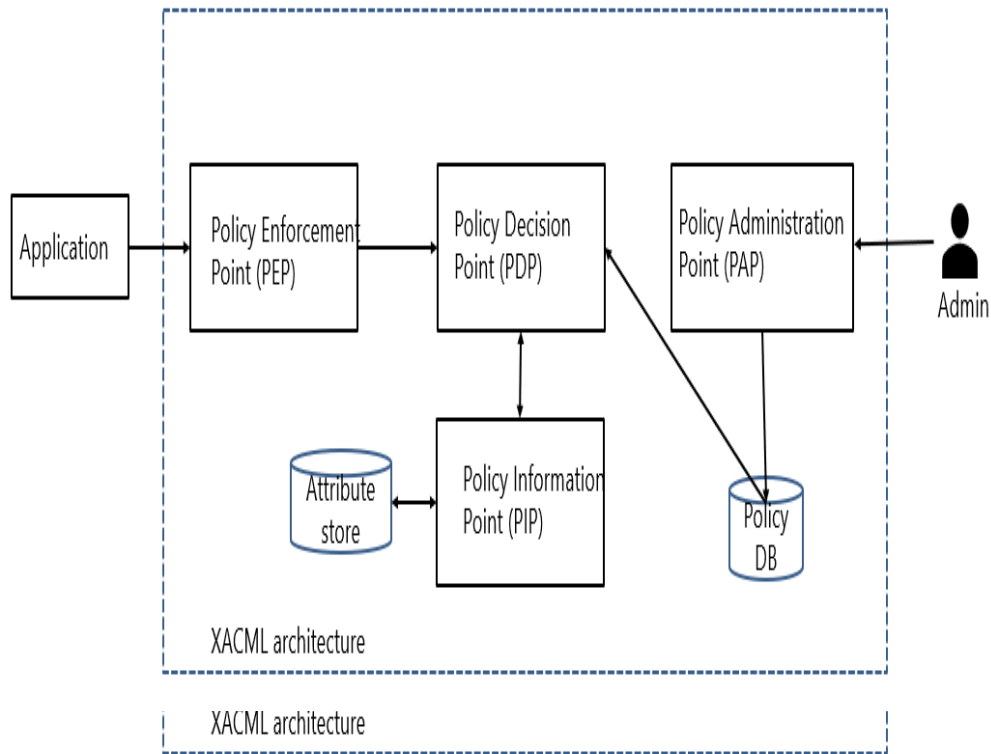 Application
Policy Enforcement
Point (PEP)
Policy Decision
Point (PDP)
Policy Administration
Point (PAP)
Admin
Attribute
store
Policy Information
Point (PIP)
Policy
DB
XACML architecture
XACML architecture